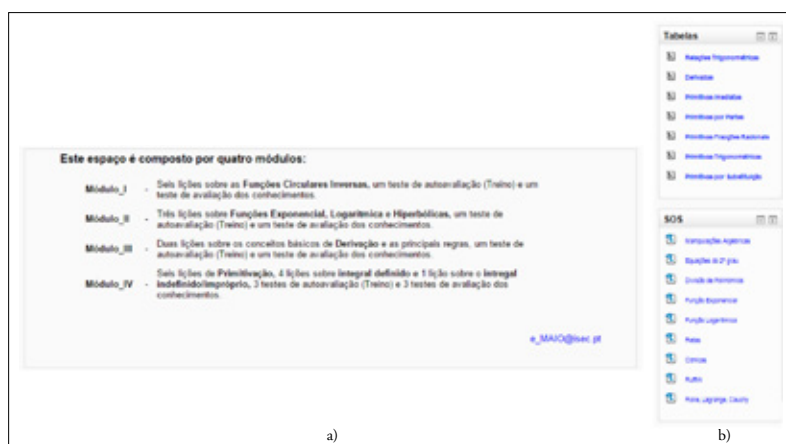 Este espaço é composto por quatro módulos:
Módulo_I - Seis lições sobre as Funções Circulares Inversas, um teste de autoavaliação (Treino) e um
teste de avaliação dos conhecimentos.
Módulo_II - Três lições sobre Funções Exponencial, Logarítmica e Hiperbólicas, um teste de
autoavaliação (Treino) e um teste de avaliação dos conhecimentos.
Módulo_III - Duas lições sobre os conceitos básicos de Derivação e as principais regras, um teste de
autoavaliação (Treino) e um teste de avaliação dos conhecimentos.
Módulo_IV - Seis lições de Primitivação, 4 lições sobre integral definido e 1 lição sobre o intregal
indefinido/impróprio, 3 testes de autoavaliação (Treino) e 3 testes de avaliação dos
conhecimentos.
e_MAIO@isec.pt
a)
Tabelas
Relações Trigonométricas
Derivadas
Primitivas Imediatas
Primitivas por Partes
Primitivas Fracções Racionais
Primitivas Trigonométricas
Primitivas por Substituição
SOS
Equações do 2º grau
Divisão de Polinómios
Função Exponencial
Função Logarítmica
Cónicas
Ruffini
Rolle, Lagrange, Cauchy
b)